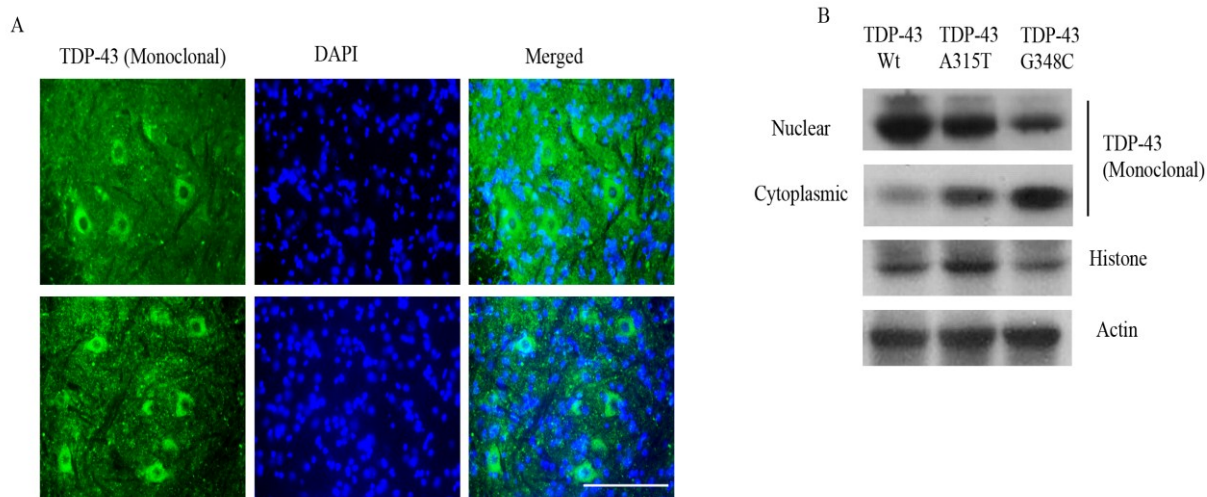 A
TDP-43 (Monoclonal)
DAPI
Merged
B
TDP-43
Wt
TDP-43
A315T
TDP-43
G348C
Nuclear
Cytoplasmic
TDP-43
(Monoclonal)
Histone
Actin